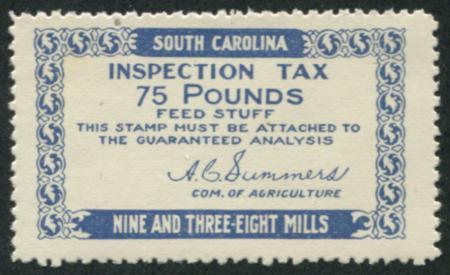 SOUTH CAROLINA
INSPECTION TAX
75 POUNDS
FEED STUFF
THIS STAMP MUST BE ATTACHED TO
THE GUARANTEED ANALYSIS
A.C. Summers
COM. OF AGRICULTURE
NINE AND THREE-EIGHT MILLS